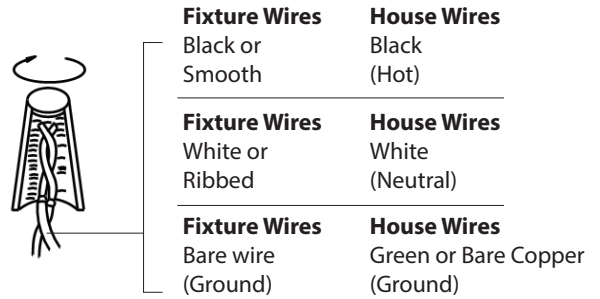 Fixture Wires House Wires
Black or Black
Smooth (Hot)
Fixture Wires House Wires
White or White
Ribbed (Neutral)
Fixture Wires House Wires
Bare wire Green or Bare Copper
(Ground) (Ground)